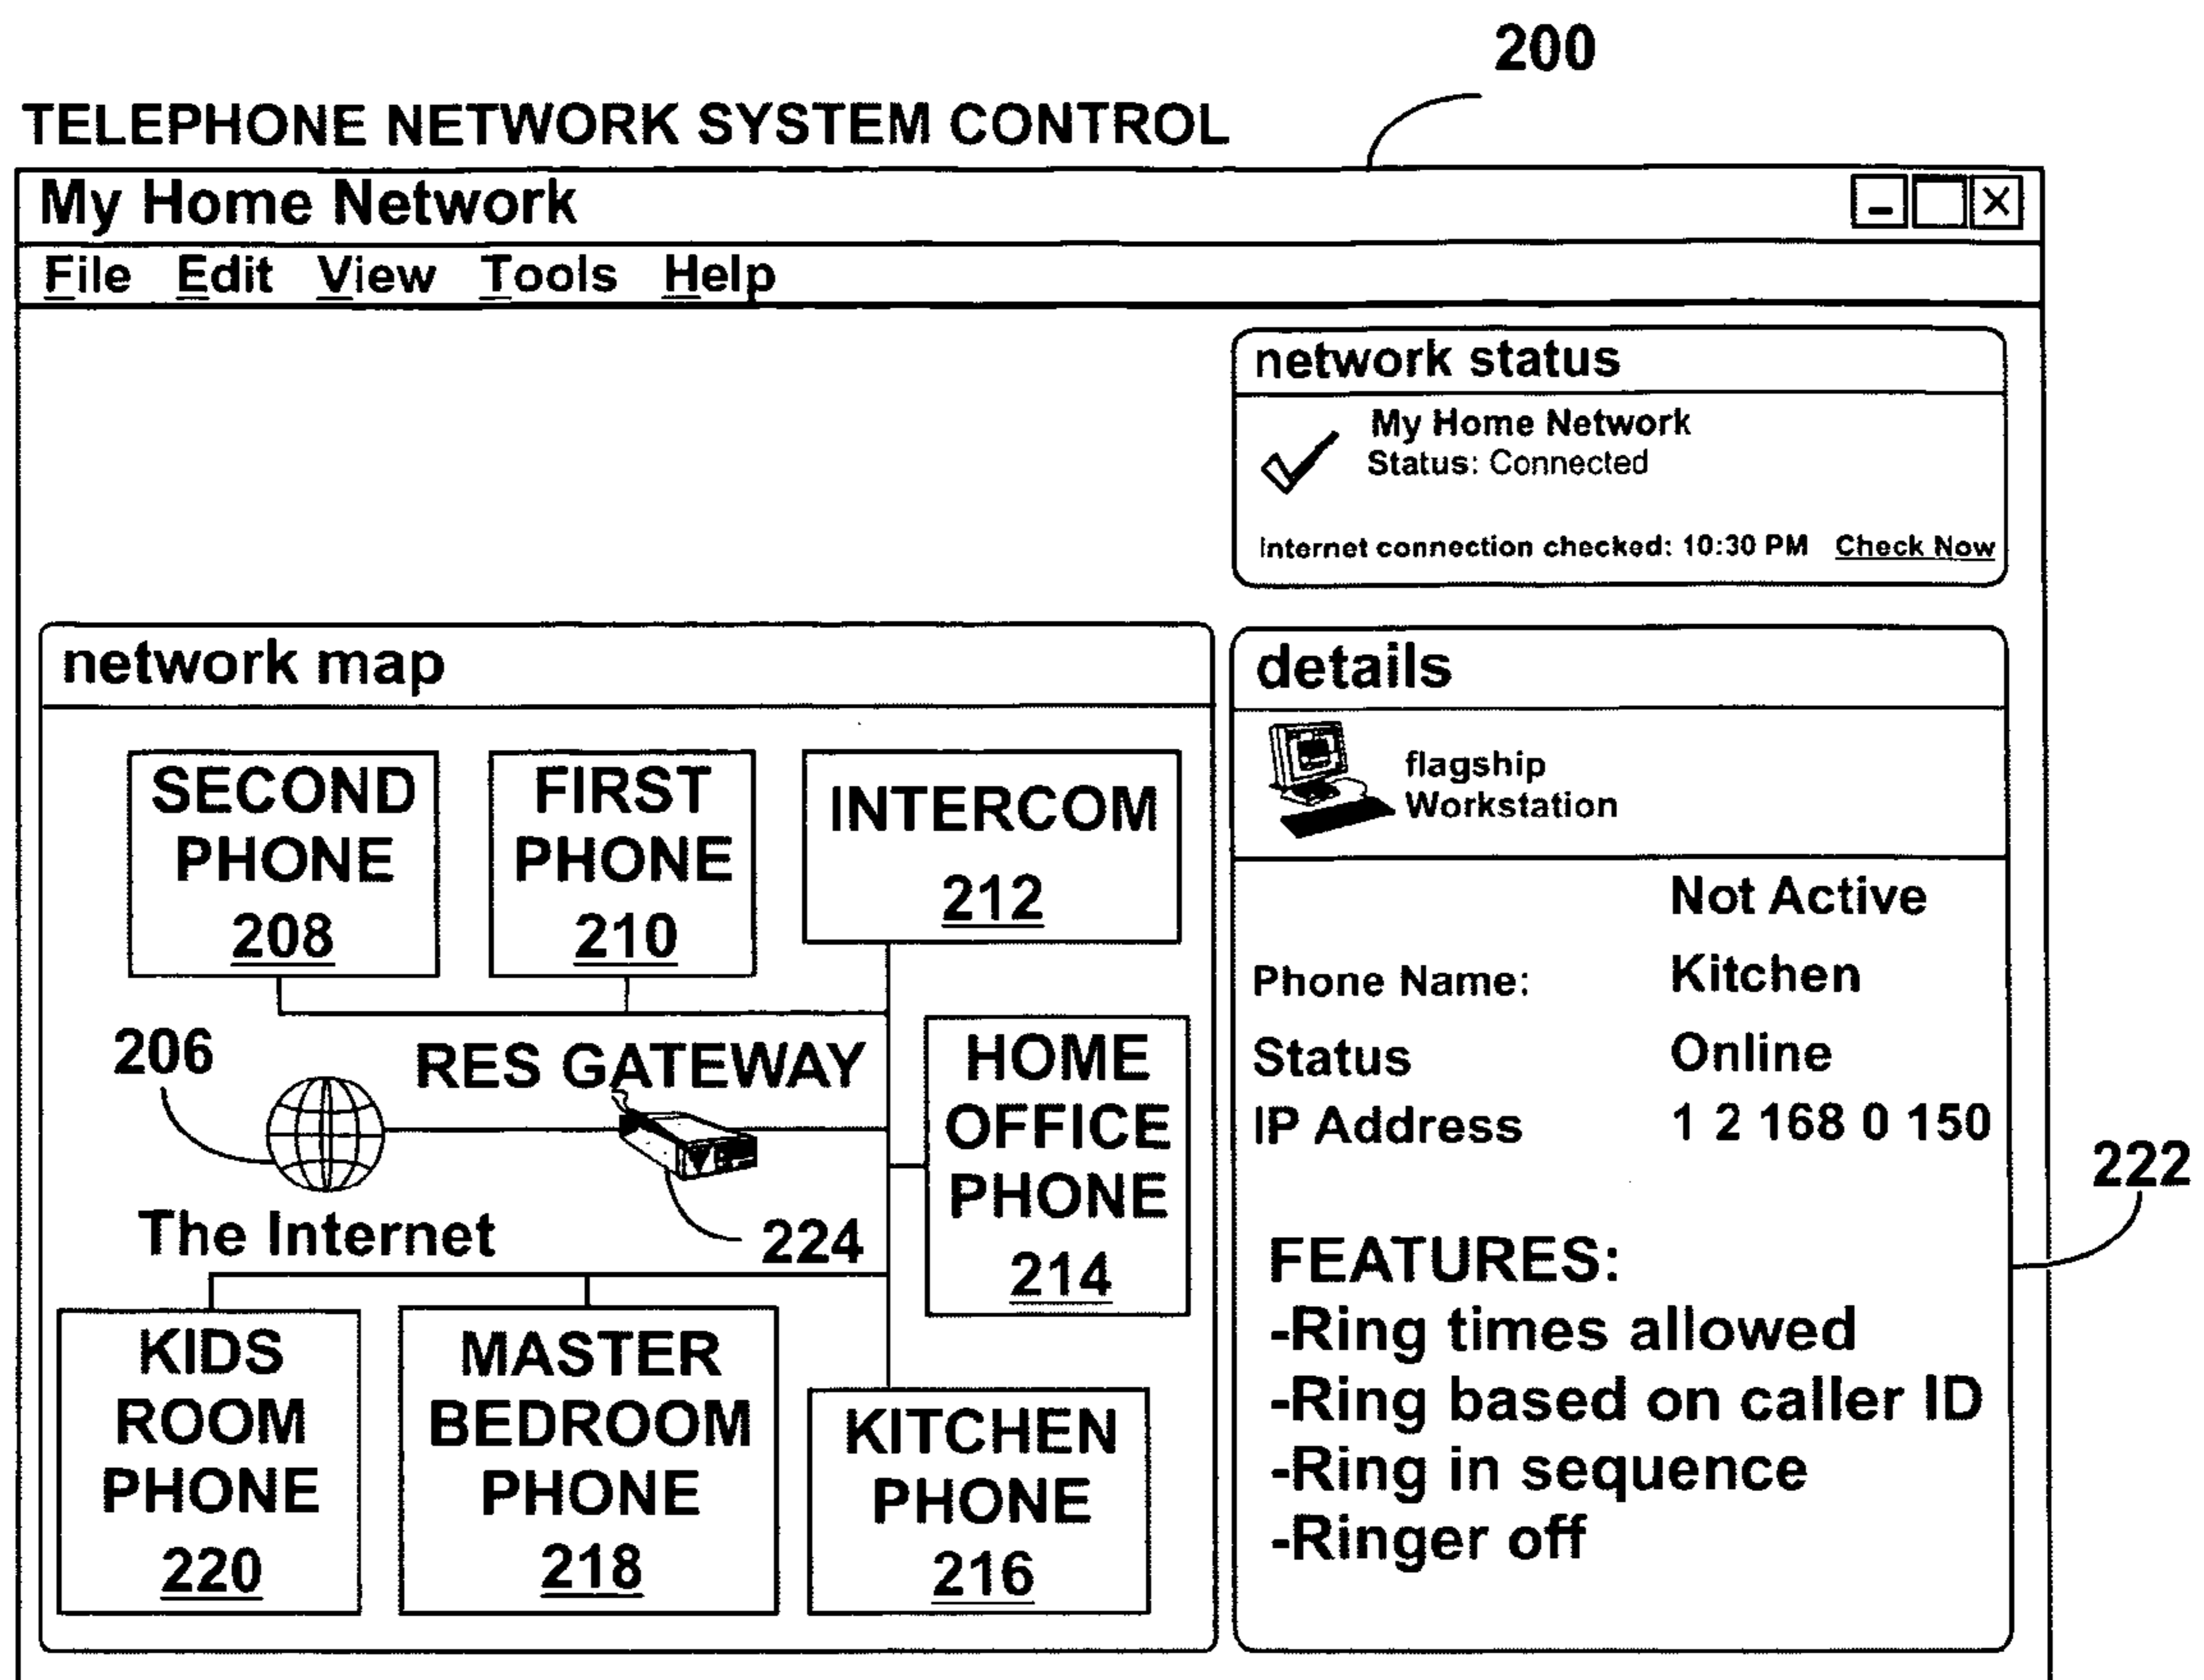 200
TELEPHONE NETWORK SYSTEM CONTROL
My Home Network
File Edit View Tools Help
network status
My Home Network
Status: Connected
Internet connection checked: 10:30 PM Check Now
network map
SECOND
PHONE
208
FIRST
PHONE
210
INTERCOM
212
206
RES GATEWAY
The Internet
224
HOME
OFFICE
PHONE
214
KIDS
ROOM
PHONE
220
MASTER
BEDROOM
PHONE
218
KITCHEN
PHONE
216
details
flagship
Workstation
Not Active
Phone Name: Kitchen
Status Online
IP Address 1 2 168 0 150
222
FEATURES:
-Ring times allowed
-Ring based on caller ID
-Ring in sequence
-Ringer off